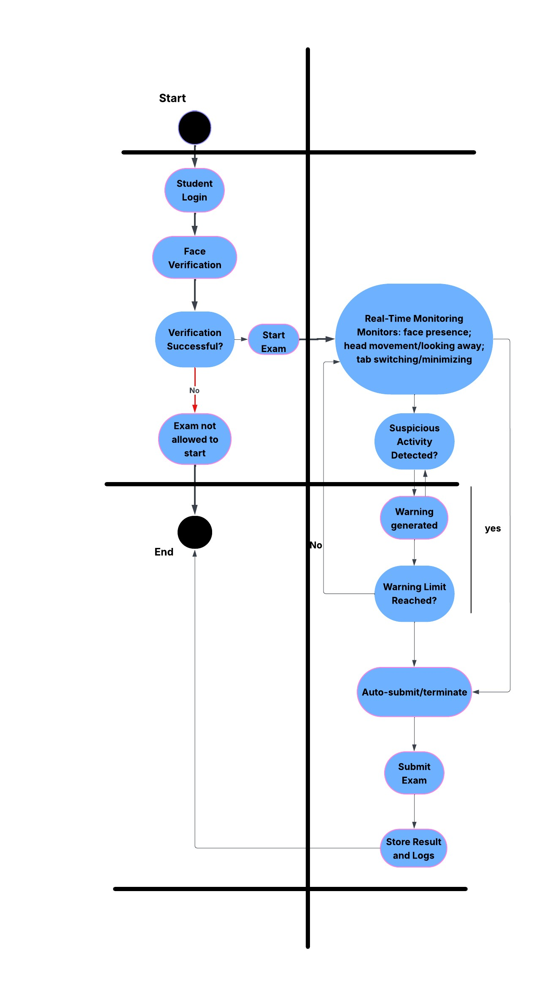 Start
Student
Login
Face
Verification
Verification
Successful?
Start
Exam
No
Exam not
allowed to
start
End
Real-Time Monitoring
Monitors: face presence;
head movement/looking away;
tab switching/minimizing
Suspicious
Activity
Detected?
Warning
generated
yes
No
Warning Limit
Reached?
Auto-submit/terminate
Submit
Exam
Store Result
and Logs